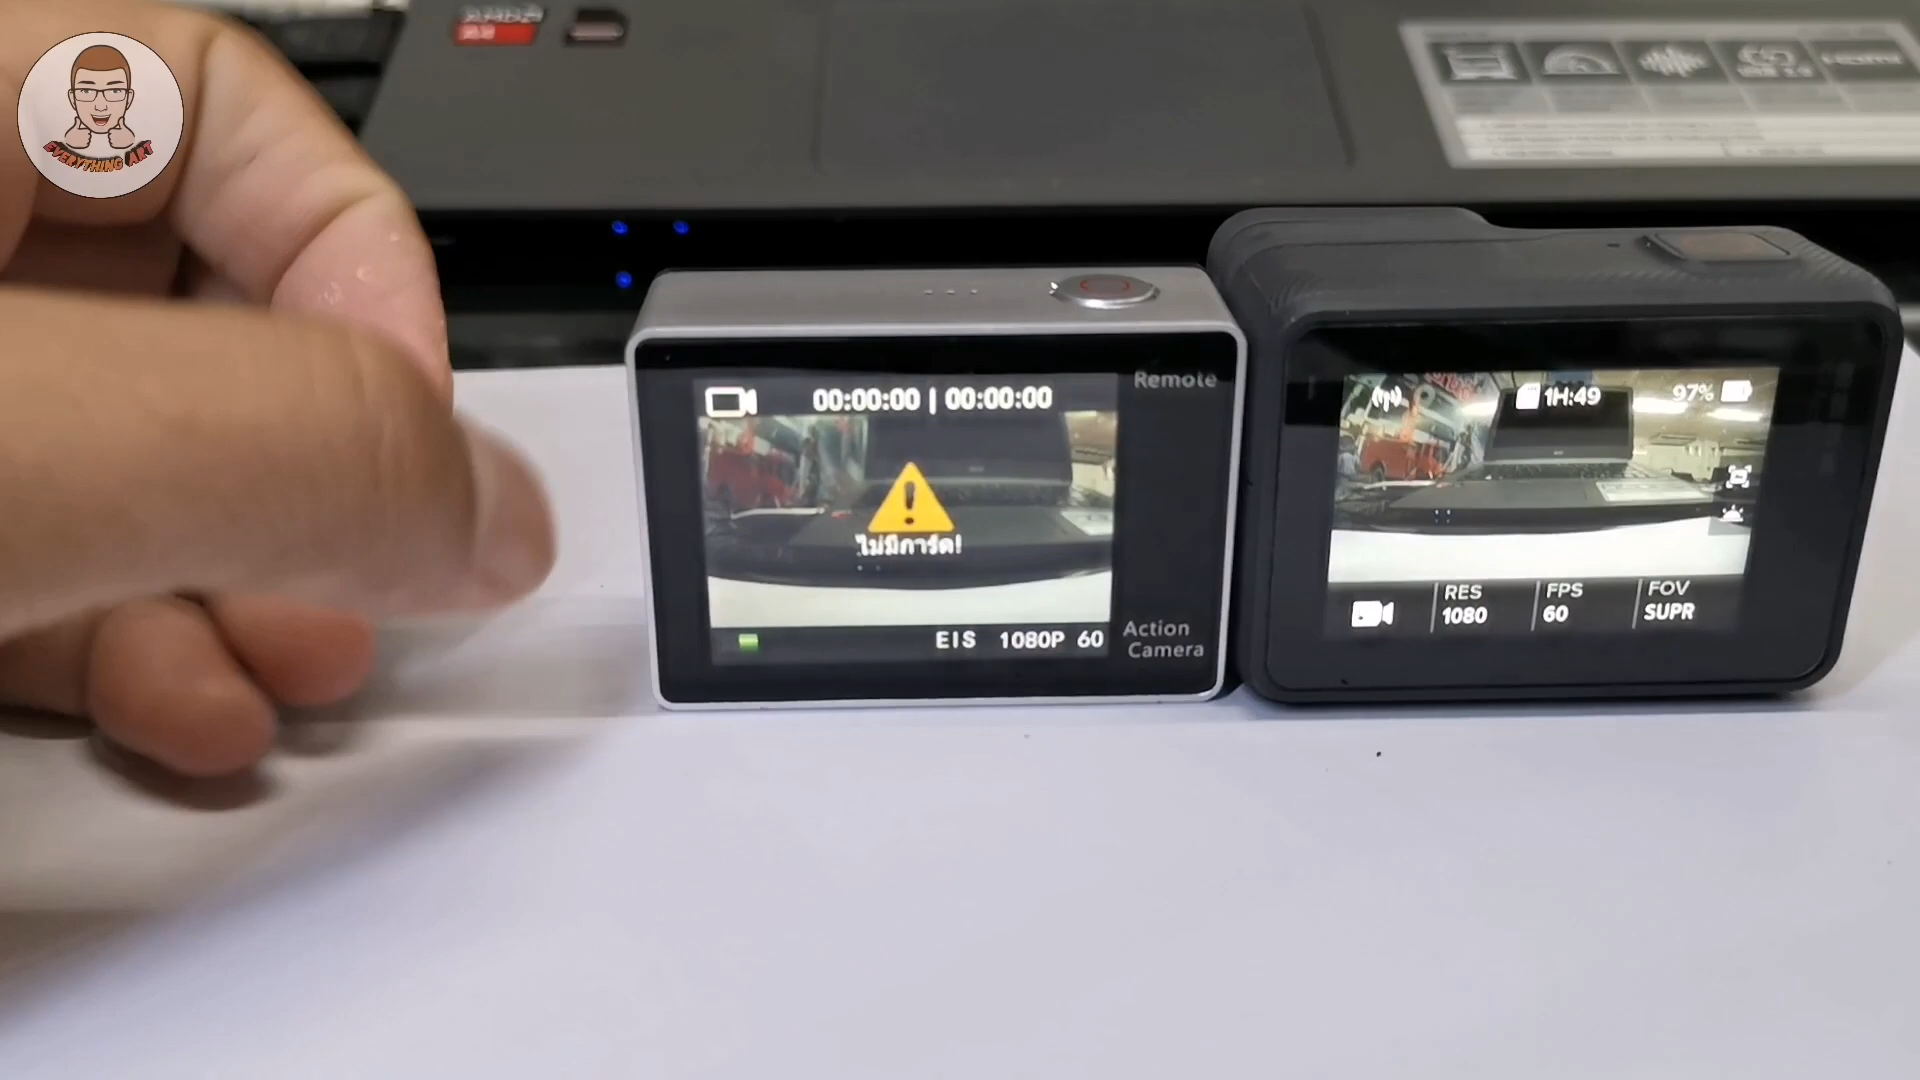 EVERYTHING ART
00:00:00 | 00:00:00
Remote
ไม่มีการ์ด!
EIS 1080P 60
Action
Camera
1H:49
97%
RES
1080
FPS
60
FOV
SUPR